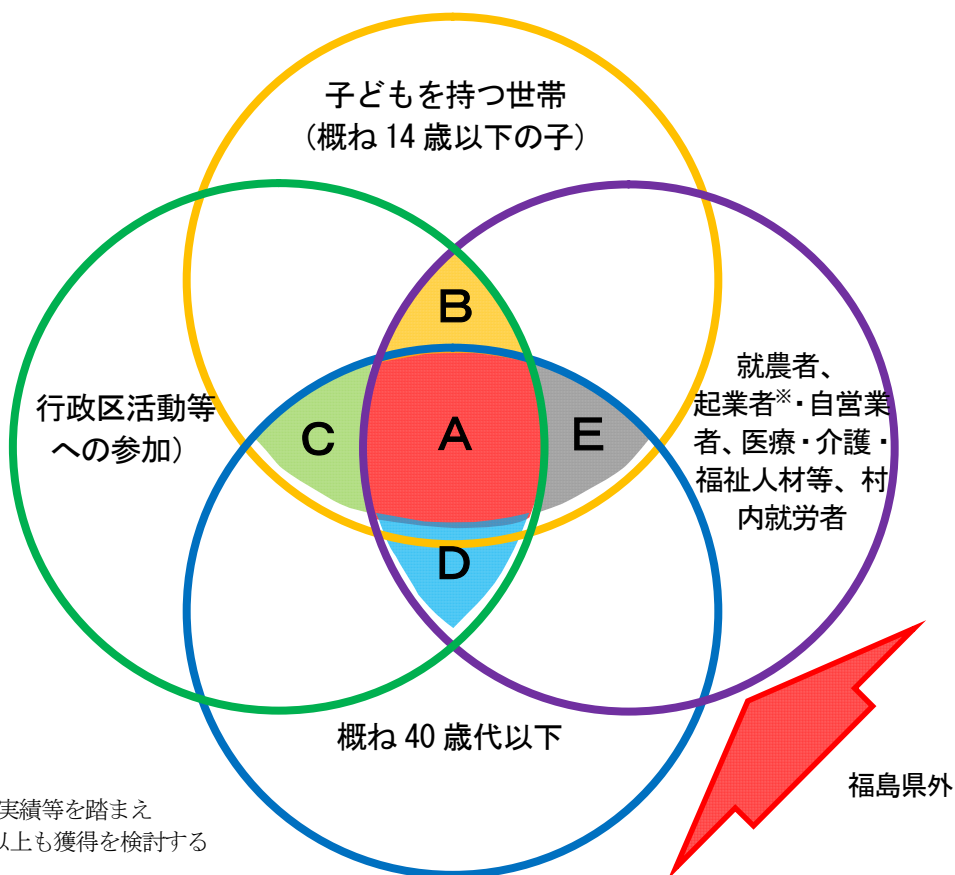 子どもを持つ世帯
（概ね 14 歳以下の子）
B
行政区活動等
への参加）
C
A
E
就農者、
起業者※・自営業
者、医療・介護・
福祉人材等、村
内就労者
D
概ね 40 歳代以下
福島県外
実績等を踏まえ
以上も獲得を検討する